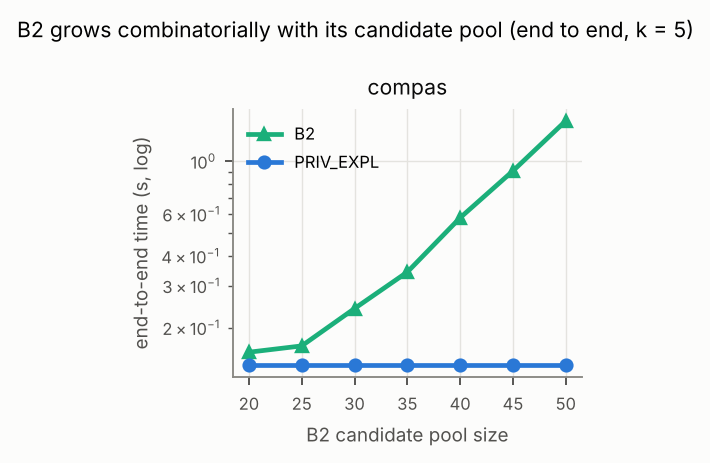 B2 grows combinatorially with its candidate pool (end to end, k = 5)
compas
B2
PRIV_EXPL
end-to-end time (s, log)
10⁰
6 × 10⁻¹
4 × 10⁻¹
3 × 10⁻¹
2 × 10⁻¹
20 25 30 35 40 45 50
B2 candidate pool size